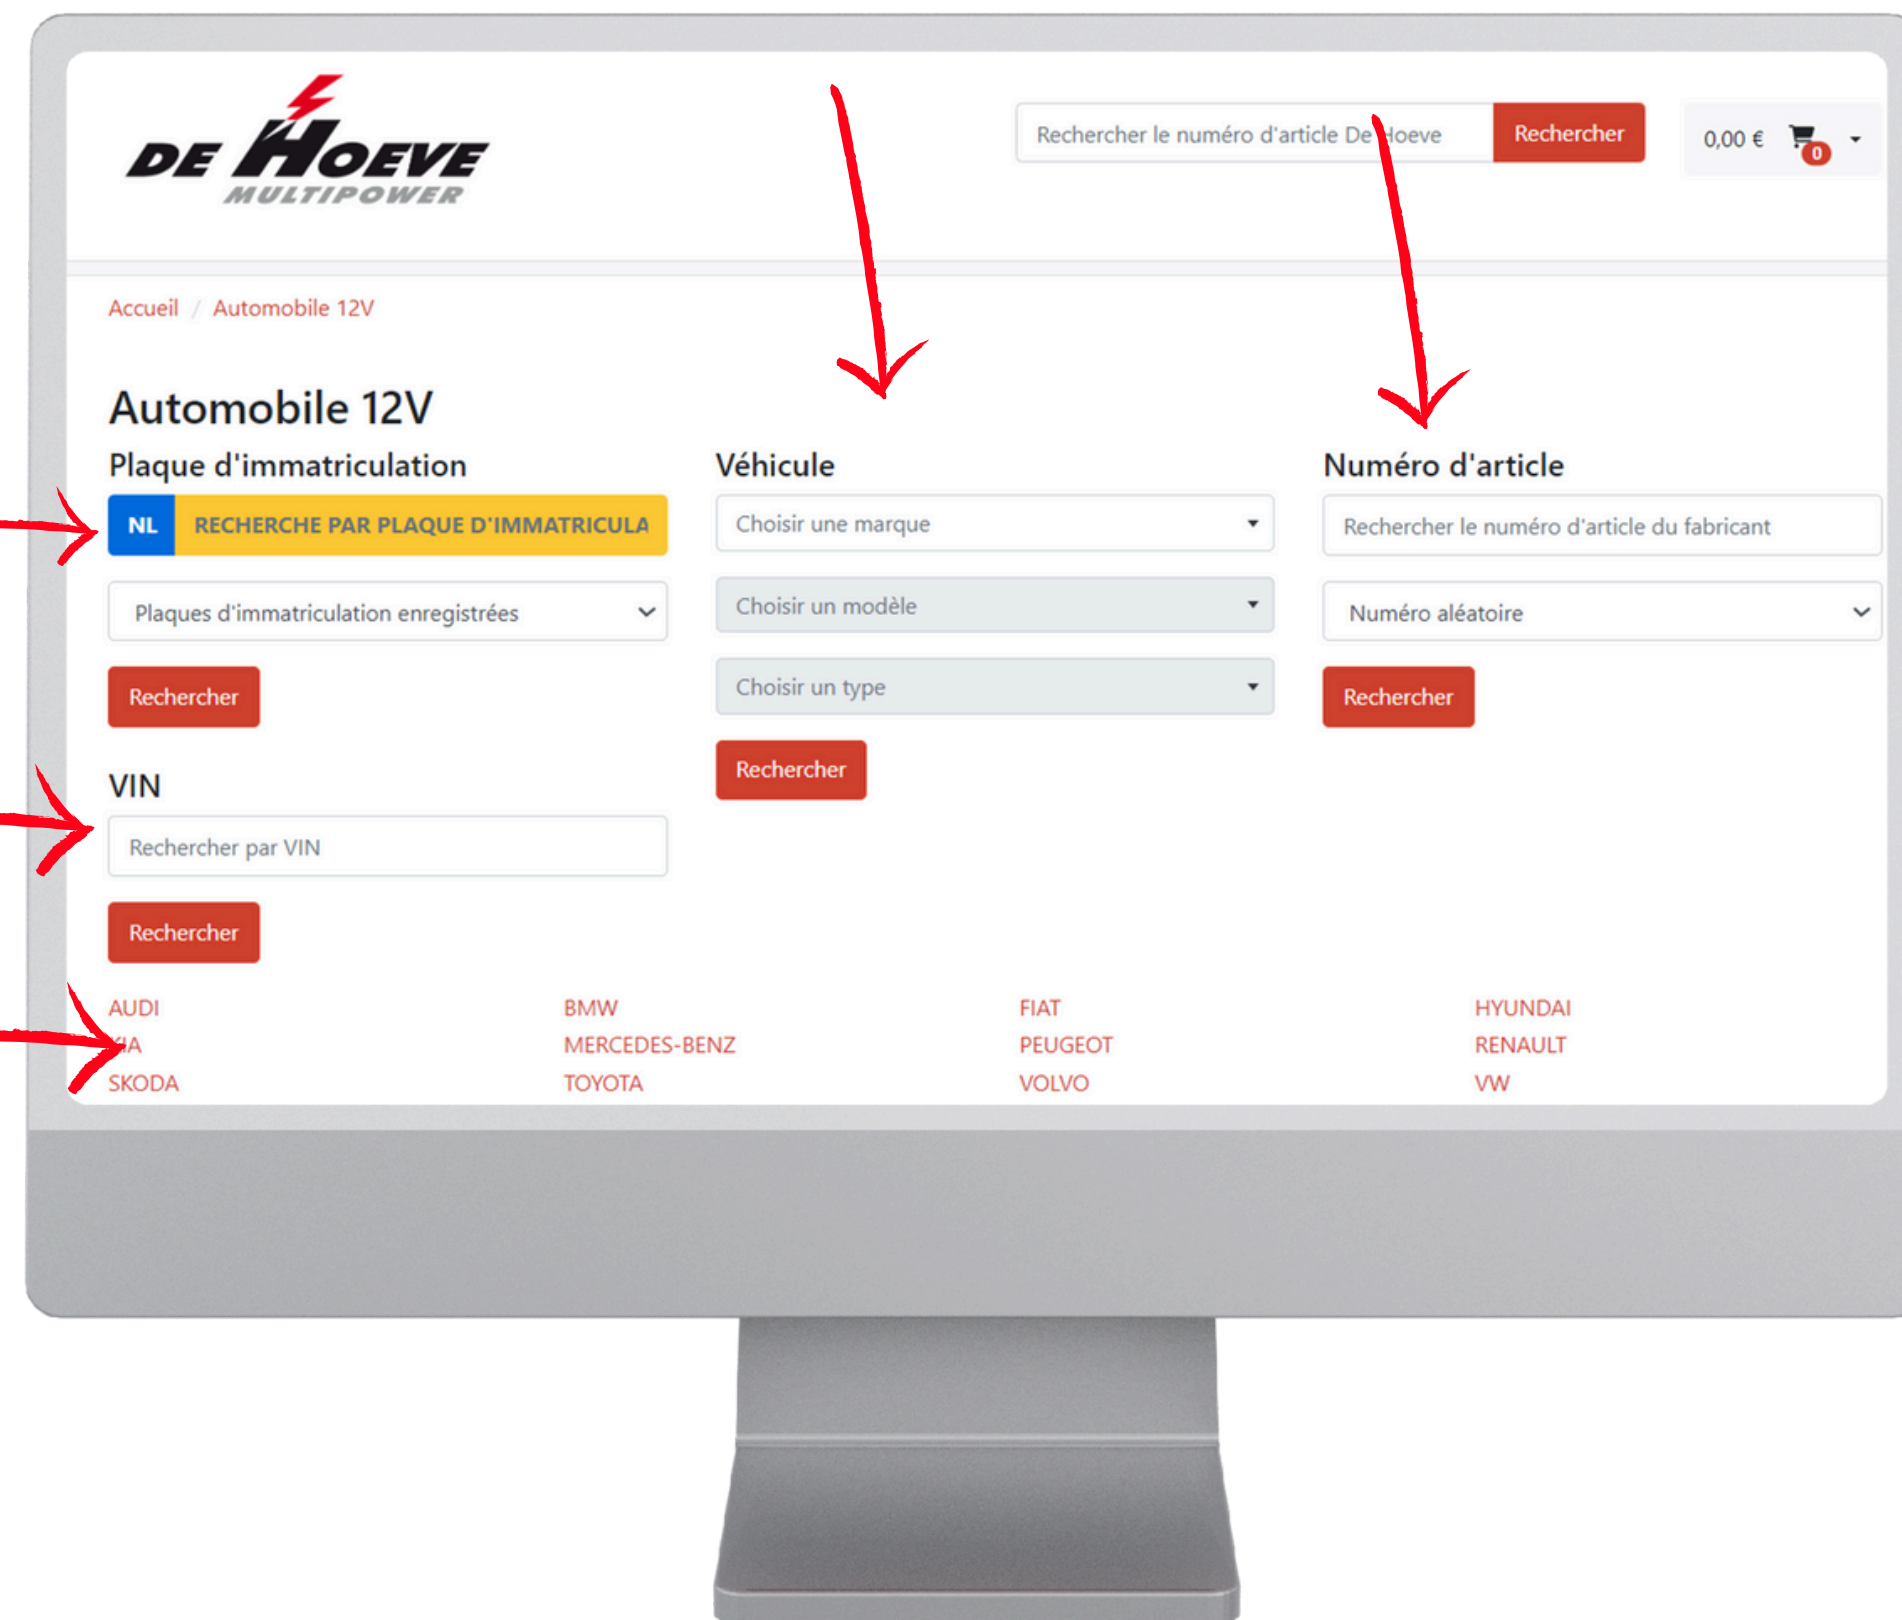 DE HOEVE
MULTIPOWER
Rechercher le numéro d'article De Hoeve
Rechercher
0,00 €
0
Accueil / Automobile 12V
Automobile 12V
Plaque d'immatriculation
NL RECHERCHE PAR PLAQUE D'IMMATRICULA
Plaques d'immatriculation enregistrées
Rechercher
VIN
Rechercher par VIN
Rechercher
Véhicule
Choisir une marque
Choisir un modèle
Choisir un type
Rechercher
Numéro d'article
Rechercher le numéro d'article du fabricant
Numéro aléatoire
Rechercher
AUDI BMW FIAT HYUNDAI
KIA MERCEDES-BENZ PEUGEOT RENAULT
SKODA TOYOTA VOLVO VW